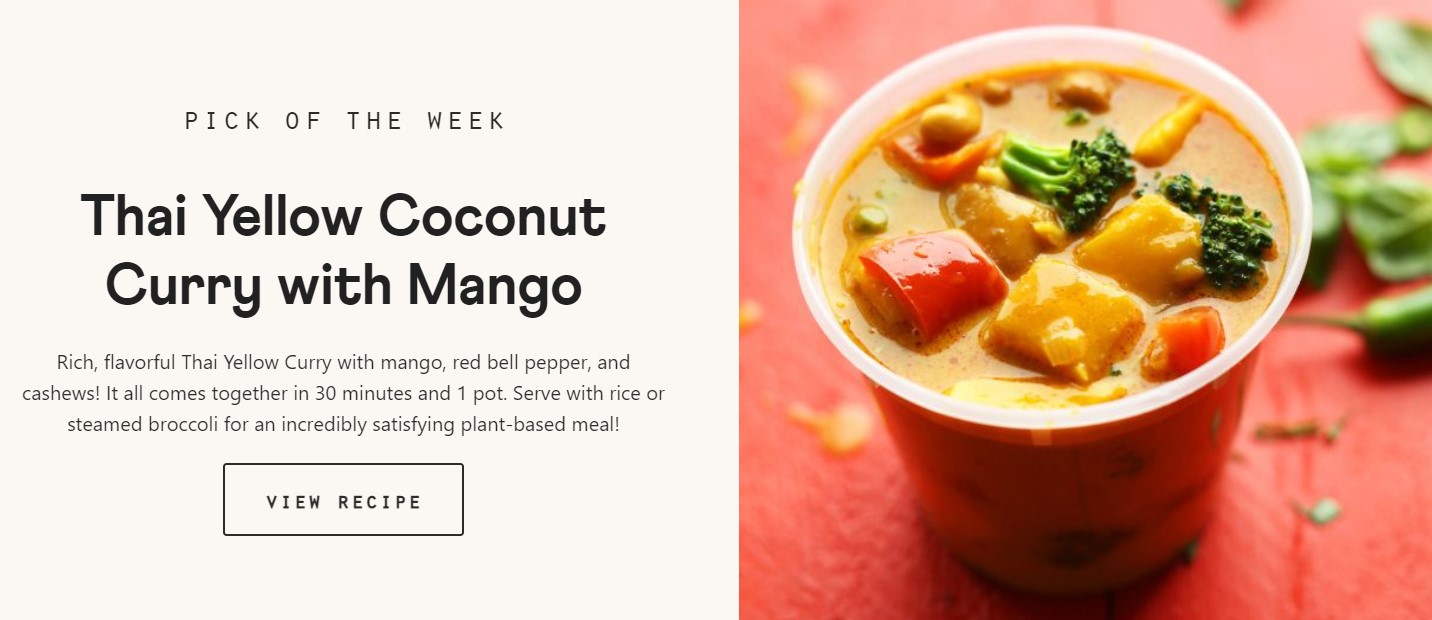 PICK OF THE WEEK
Thai Yellow Coconut
Curry with Mango
Rich, flavorful Thai Yellow Curry with mango, red bell pepper, and
cashews! It all comes together in 30 minutes and 1 pot. Serve with rice or
steamed broccoli for an incredibly satisfying plant-based meal!
VIEW RECIPE